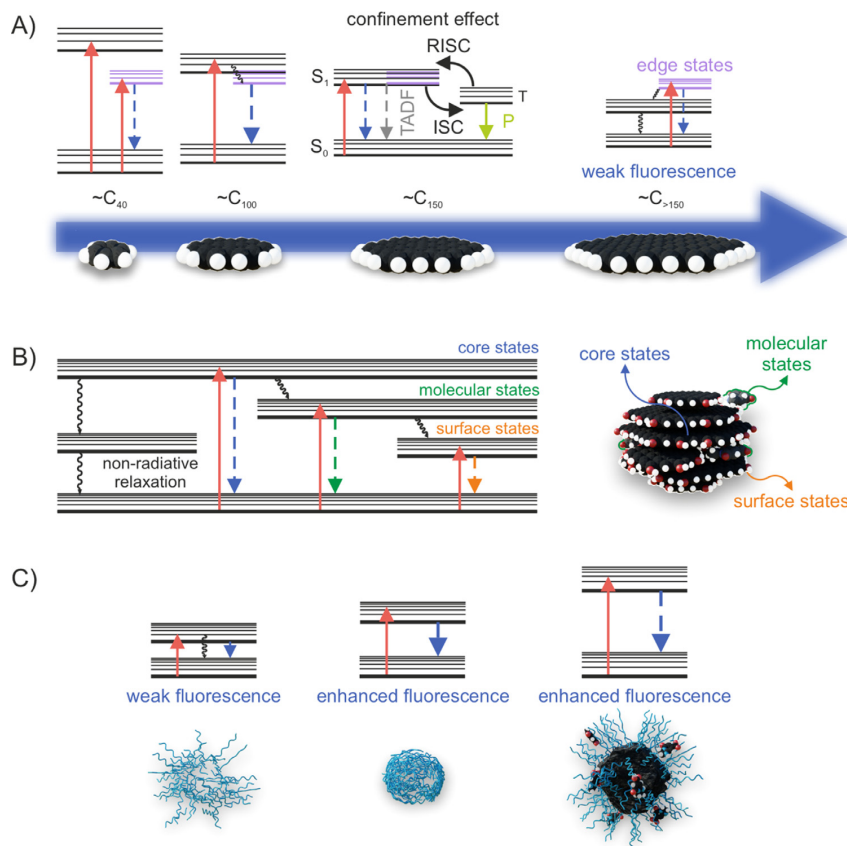 A)
confinement effect
RISC
S1
TADF
ISC
T
P
S0
edge states
weak fluorescence
~C40
~C100
~C150
~C>150
B)
core states
molecular states
surface states
non-radiative
relaxation
core states
molecular
states
surface states
C)
weak fluorescence
enhanced fluorescence
enhanced fluorescence